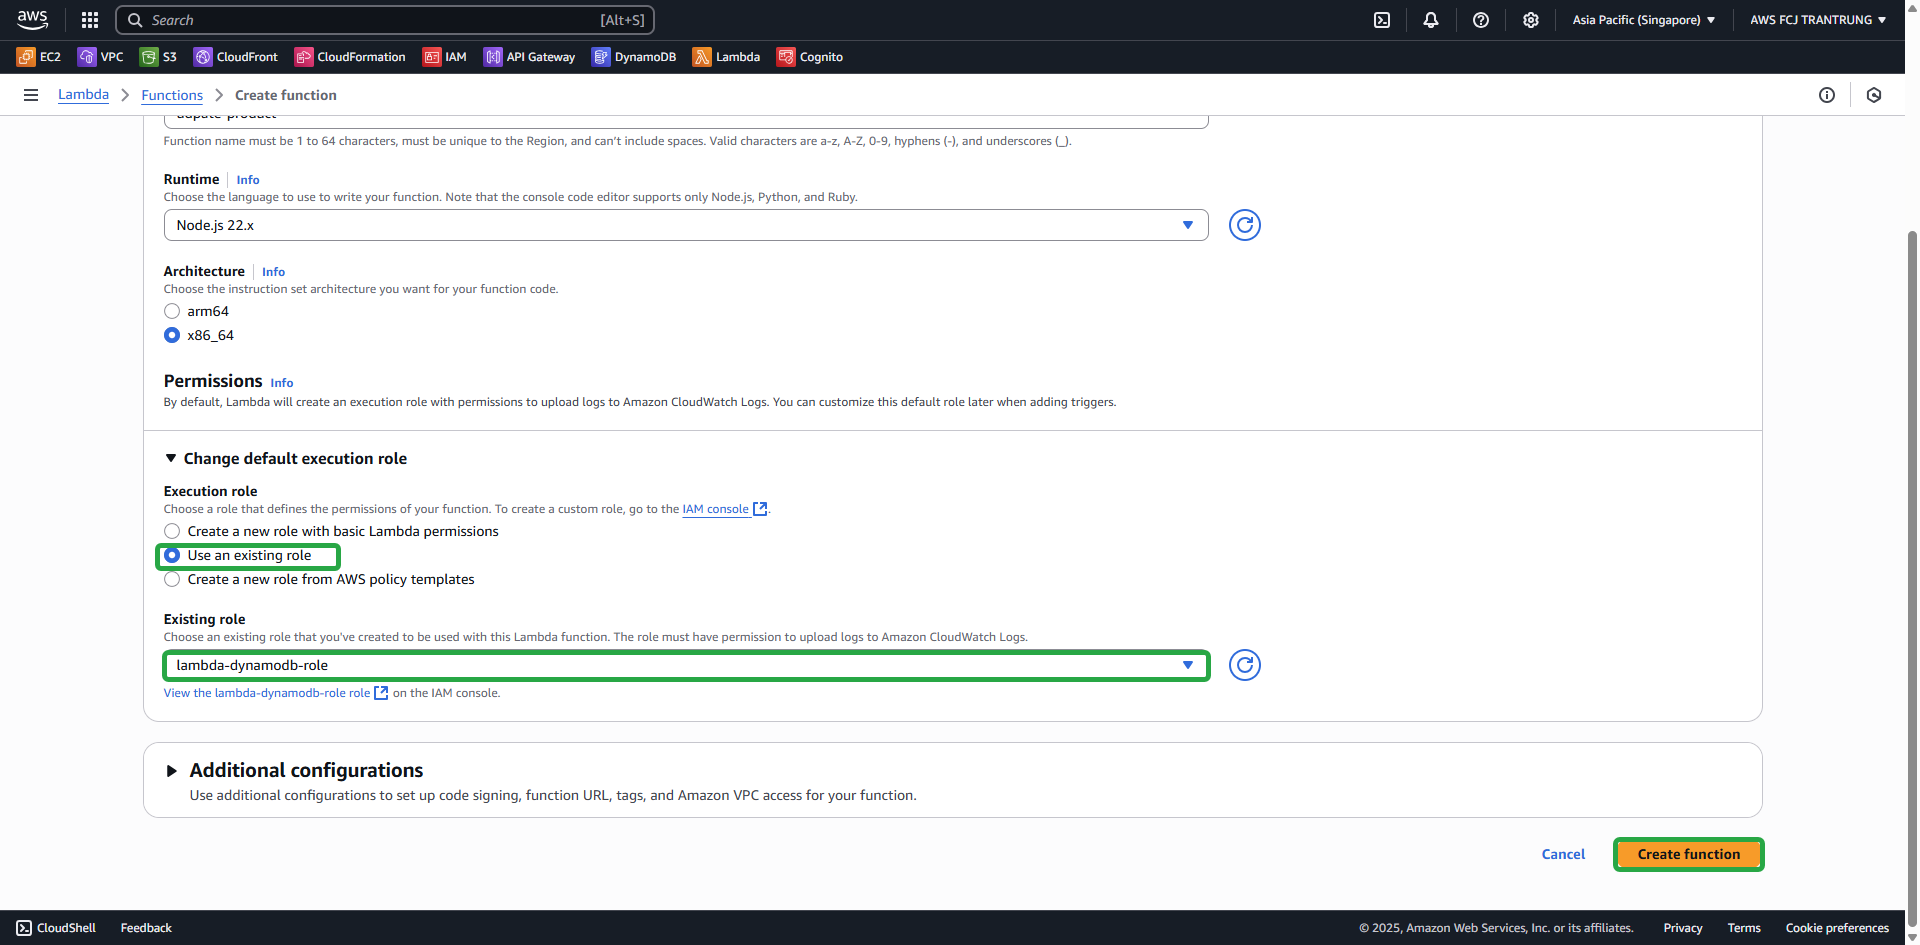 aws
Search [Alt+S]
Asia Pacific (Singapore)
AWS FCJ TRANTRUNG
EC2 VPC S3 CloudFront CloudFormation IAM API Gateway DynamoDB Lambda Cognito
Lambda Functions Create function
Function name must be 1 to 64 characters, must be unique to the Region, and can't include spaces. Valid characters are a-z, A-Z, 0-9, hyphens (-), and underscores (_).
Runtime Info
Choose the language to use to write your function. Note that the console code editor supports only Node.js, Python, and Ruby.
Node.js 22.x
Architecture Info
Choose the instruction set architecture you want for your function code.
arm64
x86_64
Permissions Info
By default, Lambda will create an execution role with permissions to upload logs to Amazon CloudWatch Logs. You can customize this default role later when adding triggers.
Change default execution role
Execution role
Choose a role that defines the permissions of your function. To create a custom role, go to the IAM console.
Create a new role with basic Lambda permissions
Use an existing role
Create a new role from AWS policy templates
Existing role
Choose an existing role that you've created to be used with this Lambda function. The role must have permission to upload logs to Amazon CloudWatch Logs.
lambda-dynamodb-role
View the lambda-dynamodb-role role on the IAM console.
Additional configurations
Use additional configurations to set up code signing, function URL, tags, and Amazon VPC access for your function.
Cancel Create function
CloudShell Feedback © 2025, Amazon Web Services, Inc. or its affiliates. Privacy Terms Cookie preferences